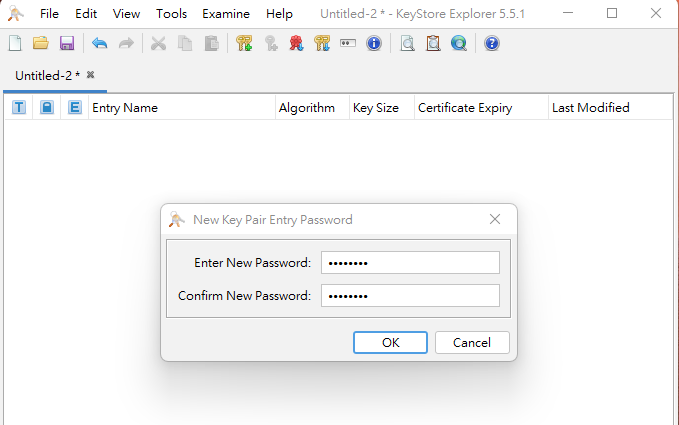 File Edit View Tools Examine Help Untitled-2 * - KeyStore Explorer 5.5.1
Untitled-2 *
T E Entry Name Algorithm Key Size Certificate Expiry Last Modified
New Key Pair Entry Password
Enter New Password: ••••••••
Confirm New Password: ••••••••
OK Cancel